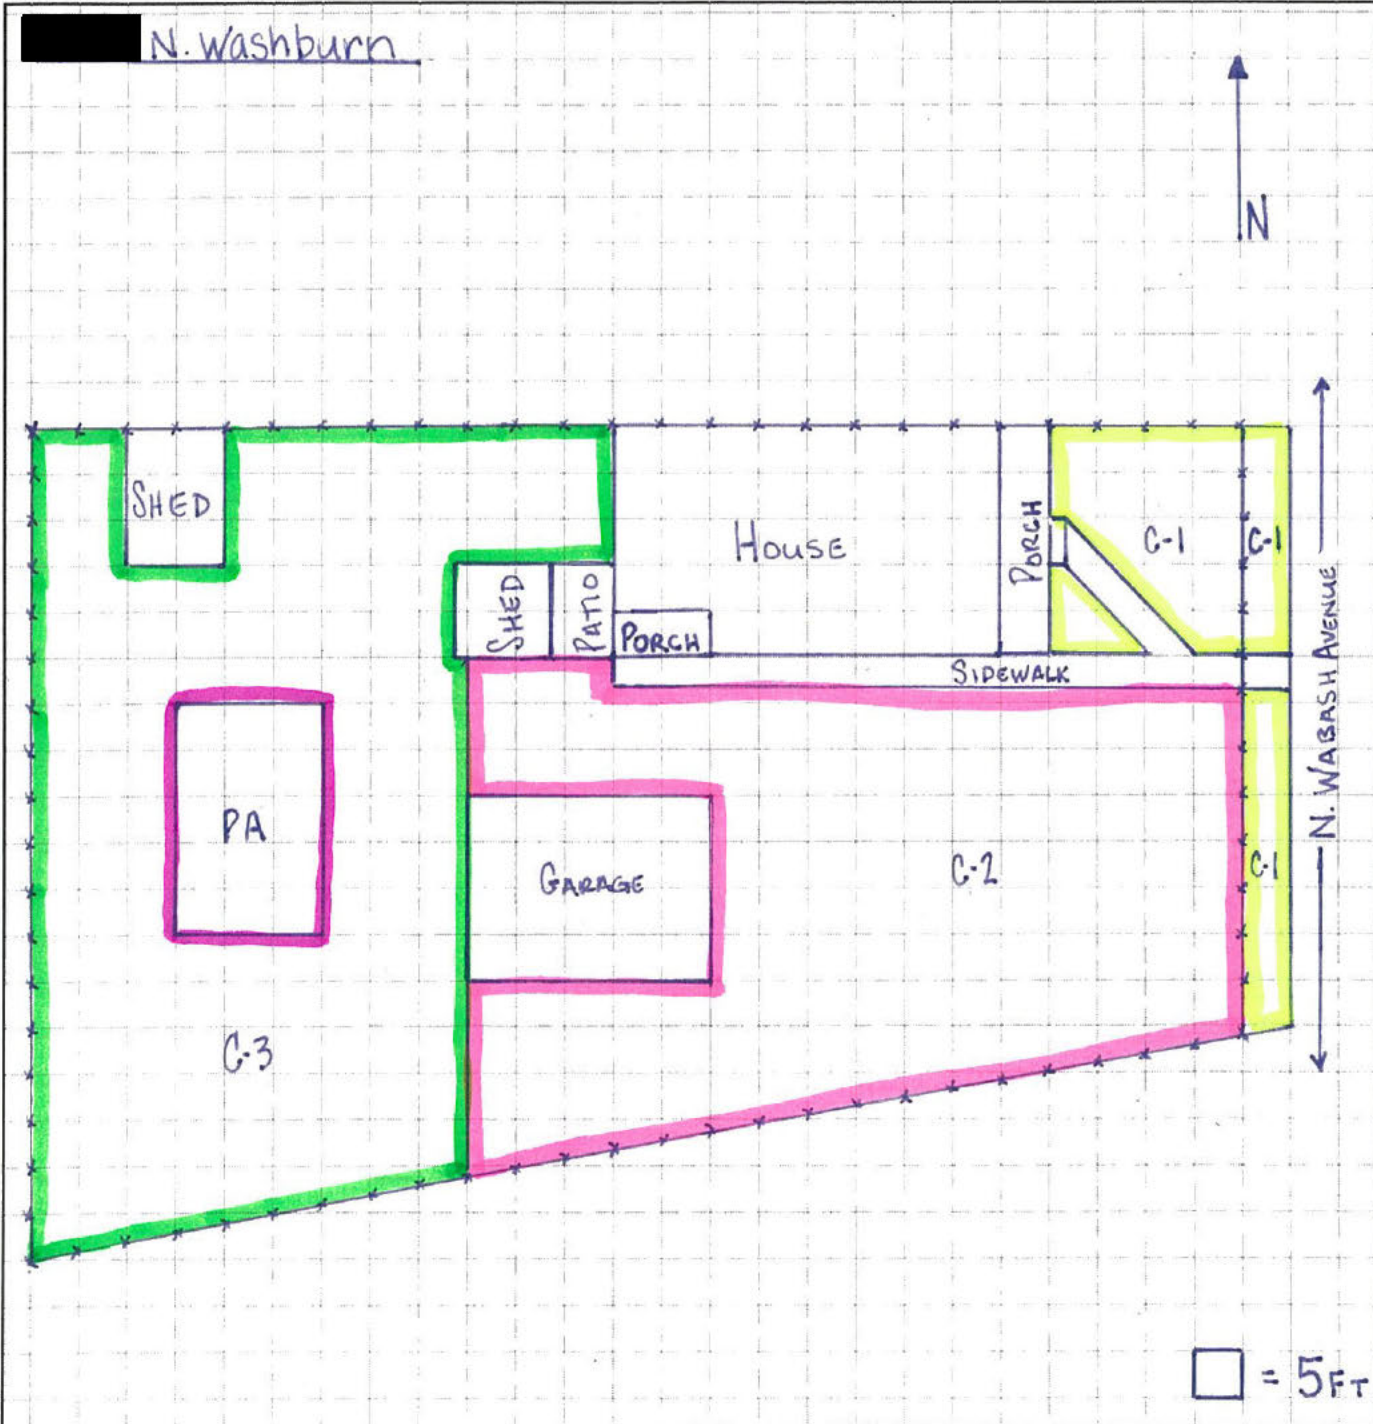 N. Washburn
N
SHED
House
PORCH
C-1
C-1
SHED
PATIO
PORCH
SIDEWALK
N. WABASH AVENUE
PA
GARAGE
C-2
C-1
C-3
= 5FT